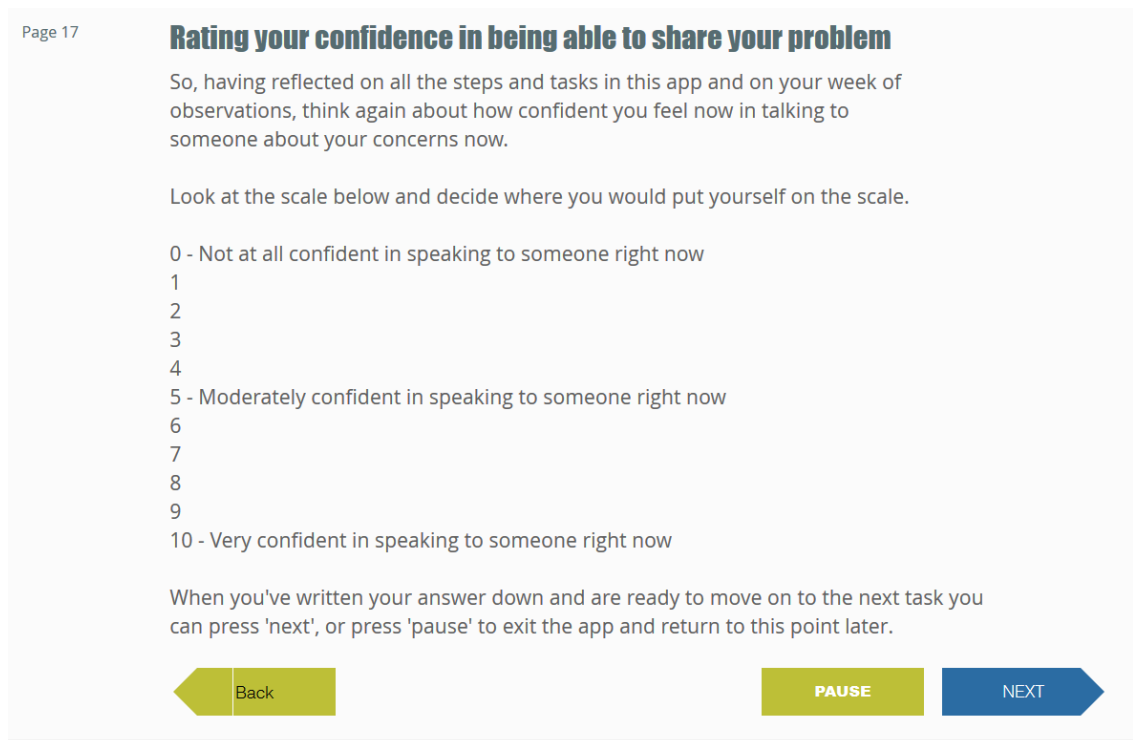 Page 17
Rating your confidence in being able to share your problem
So, having reflected on all the steps and tasks in this app and on your week of
observations, think again about how confident you feel now in talking to
someone about your concerns now.
Look at the scale below and decide where you would put yourself on the scale.
0 - Not at all confident in speaking to someone right now
1
2
3
4
5 - Moderately confident in speaking to someone right now
6
7
8
9
10 - Very confident in speaking to someone right now
When you've written your answer down and are ready to move on to the next task you
can press 'next', or press 'pause' to exit the app and return to this point later.
Back
PAUSE
NEXT